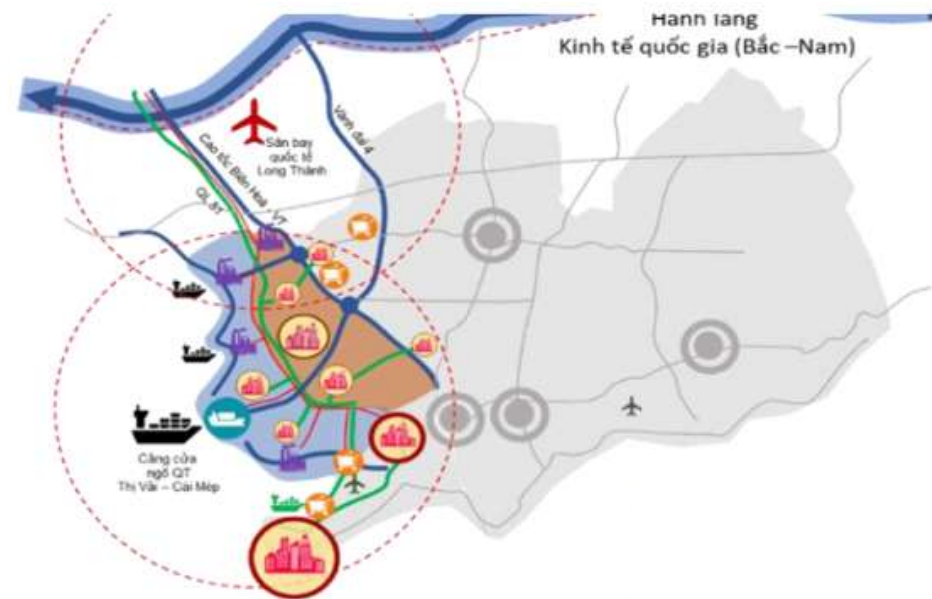 Hành lang
Kinh tế quốc gia (Bắc –Nam)
Sân bay
quốc tế
Long Thành
Vành đai 4
Cao tốc Biên Hoà - VT
QL 51
Cảng cửa
ngõ QT
Thị Vải – Cái Mép